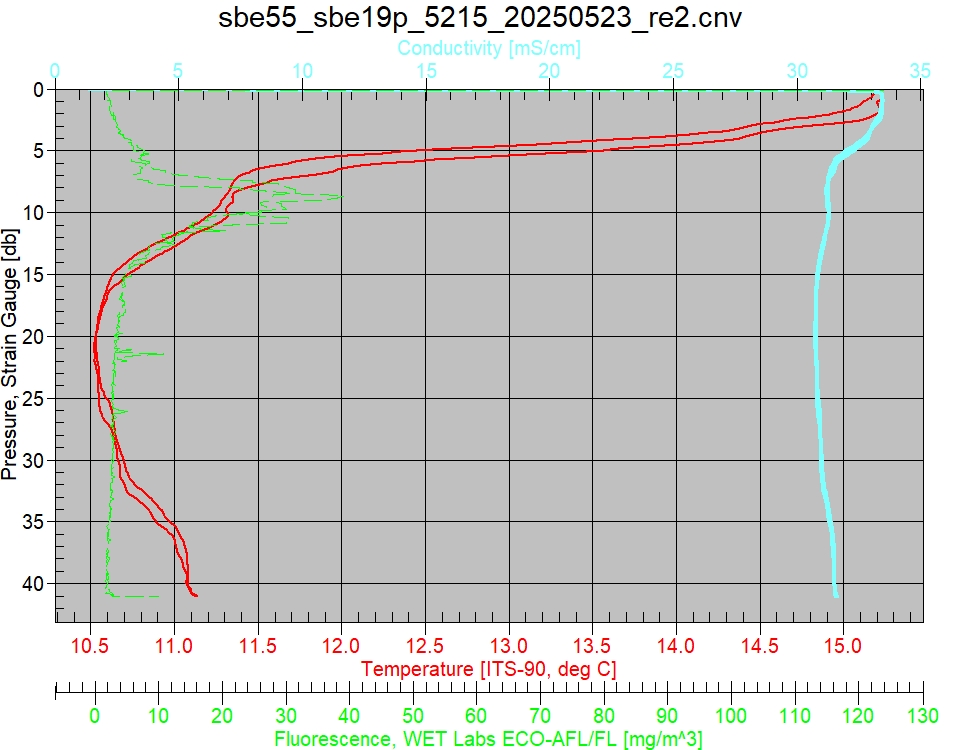 sbe55_sbe19p_5215_20250523_re2.cnv
Conductivity [mS/cm]
0 5 10 15 20 25 30 35
Pressure, Strain Gauge [db]
0
5
10
15
20
25
30
35
40
10.5 11.0 11.5 12.0 12.5 13.0 13.5 14.0 14.5 15.0
Temperature [ITS-90, deg C]
0 10 20 30 40 50 60 70 80 90 100 110 120 130
Fluorescence, WET Labs ECO-AFL/FL [mg/m^3]